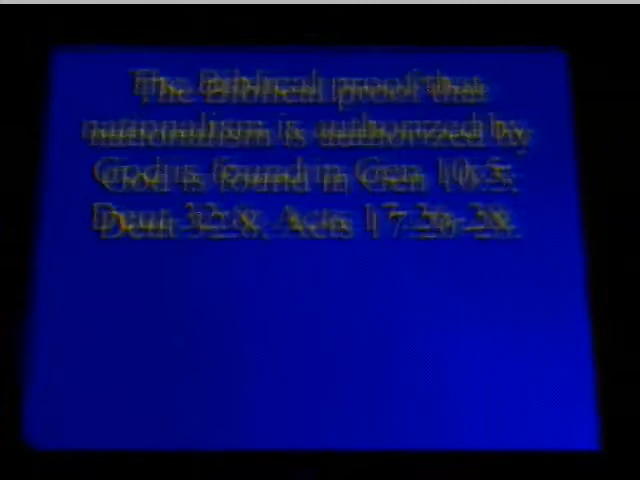 The Biblical proof that
nationalism is authorized by
God is found in Gen 10:5;
Deut 32:8, Acts 17:26-28.